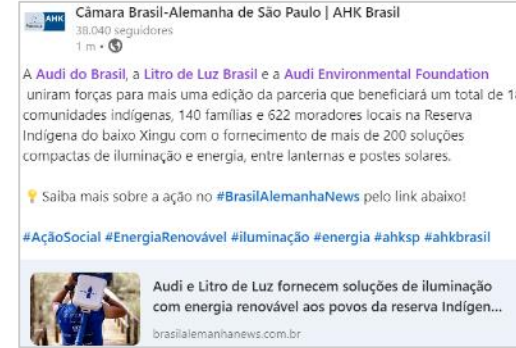 AHK
Câmara Brasil-Alemanha de São Paulo | AHK Brasil
38.040 seguidores
1 m •
A Audi do Brasil, a Litro de Luz Brasil e a Audi Environmental Foundation
uniram forças para mais uma edição da parceria que beneficiará um total de
comunidades indígenas, 140 famílias e 622 moradores locais na Reserva
Indígena do baixo Xingu com o fornecimento de mais de 200 soluções
compactas de iluminação e energia, entre lanternas e postes solares.
💡 Saiba mais sobre a ação no #BrasilAlemanhaNews pelo link abaixo!
#AçãoSocial #EnergiaRenovável #iluminação #energia #ahksp #ahkbrasil
Audi e Litro de Luz fornecem soluções de iluminação
com energia renovável aos povos da reserva Indígen...
brasilalemanhanews.com.br